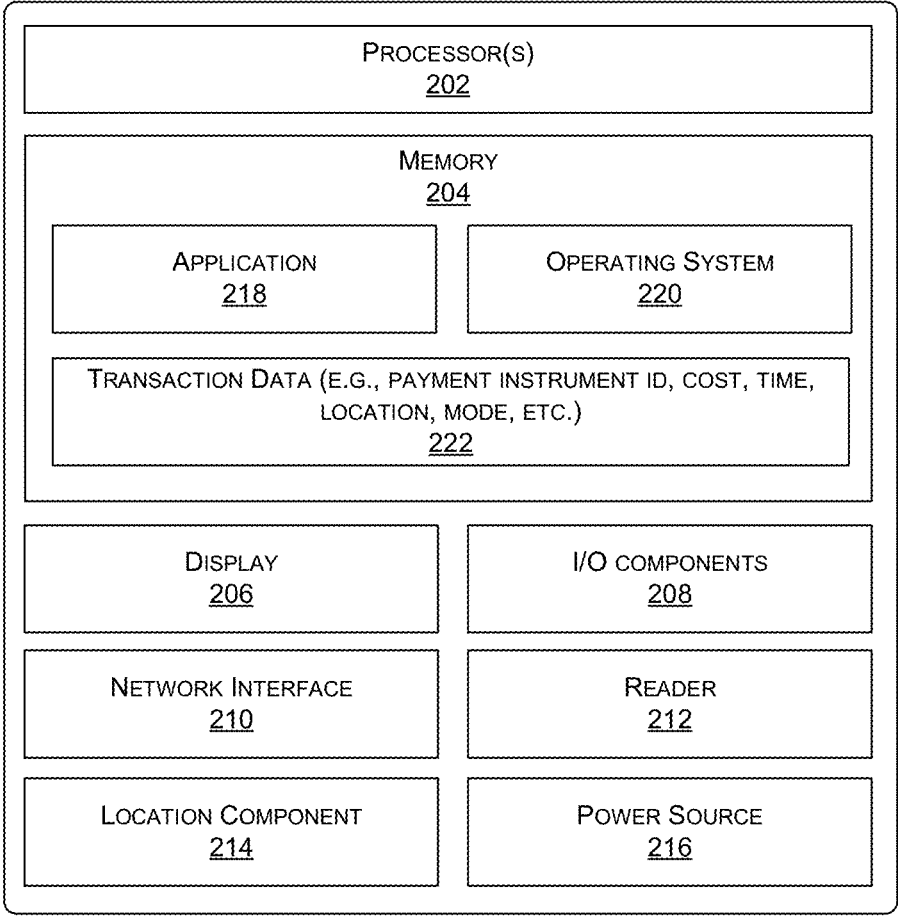 PROCESSOR(S)
202
MEMORY
204
APPLICATION
218
OPERATING SYSTEM
220
TRANSACTION DATA (E.G., PAYMENT INSTRUMENT ID, COST, TIME,
LOCATION, MODE, ETC.)
222
DISPLAY
206
I/O COMPONENTS
208
NETWORK INTERFACE
210
READER
212
LOCATION COMPONENT
214
POWER SOURCE
216